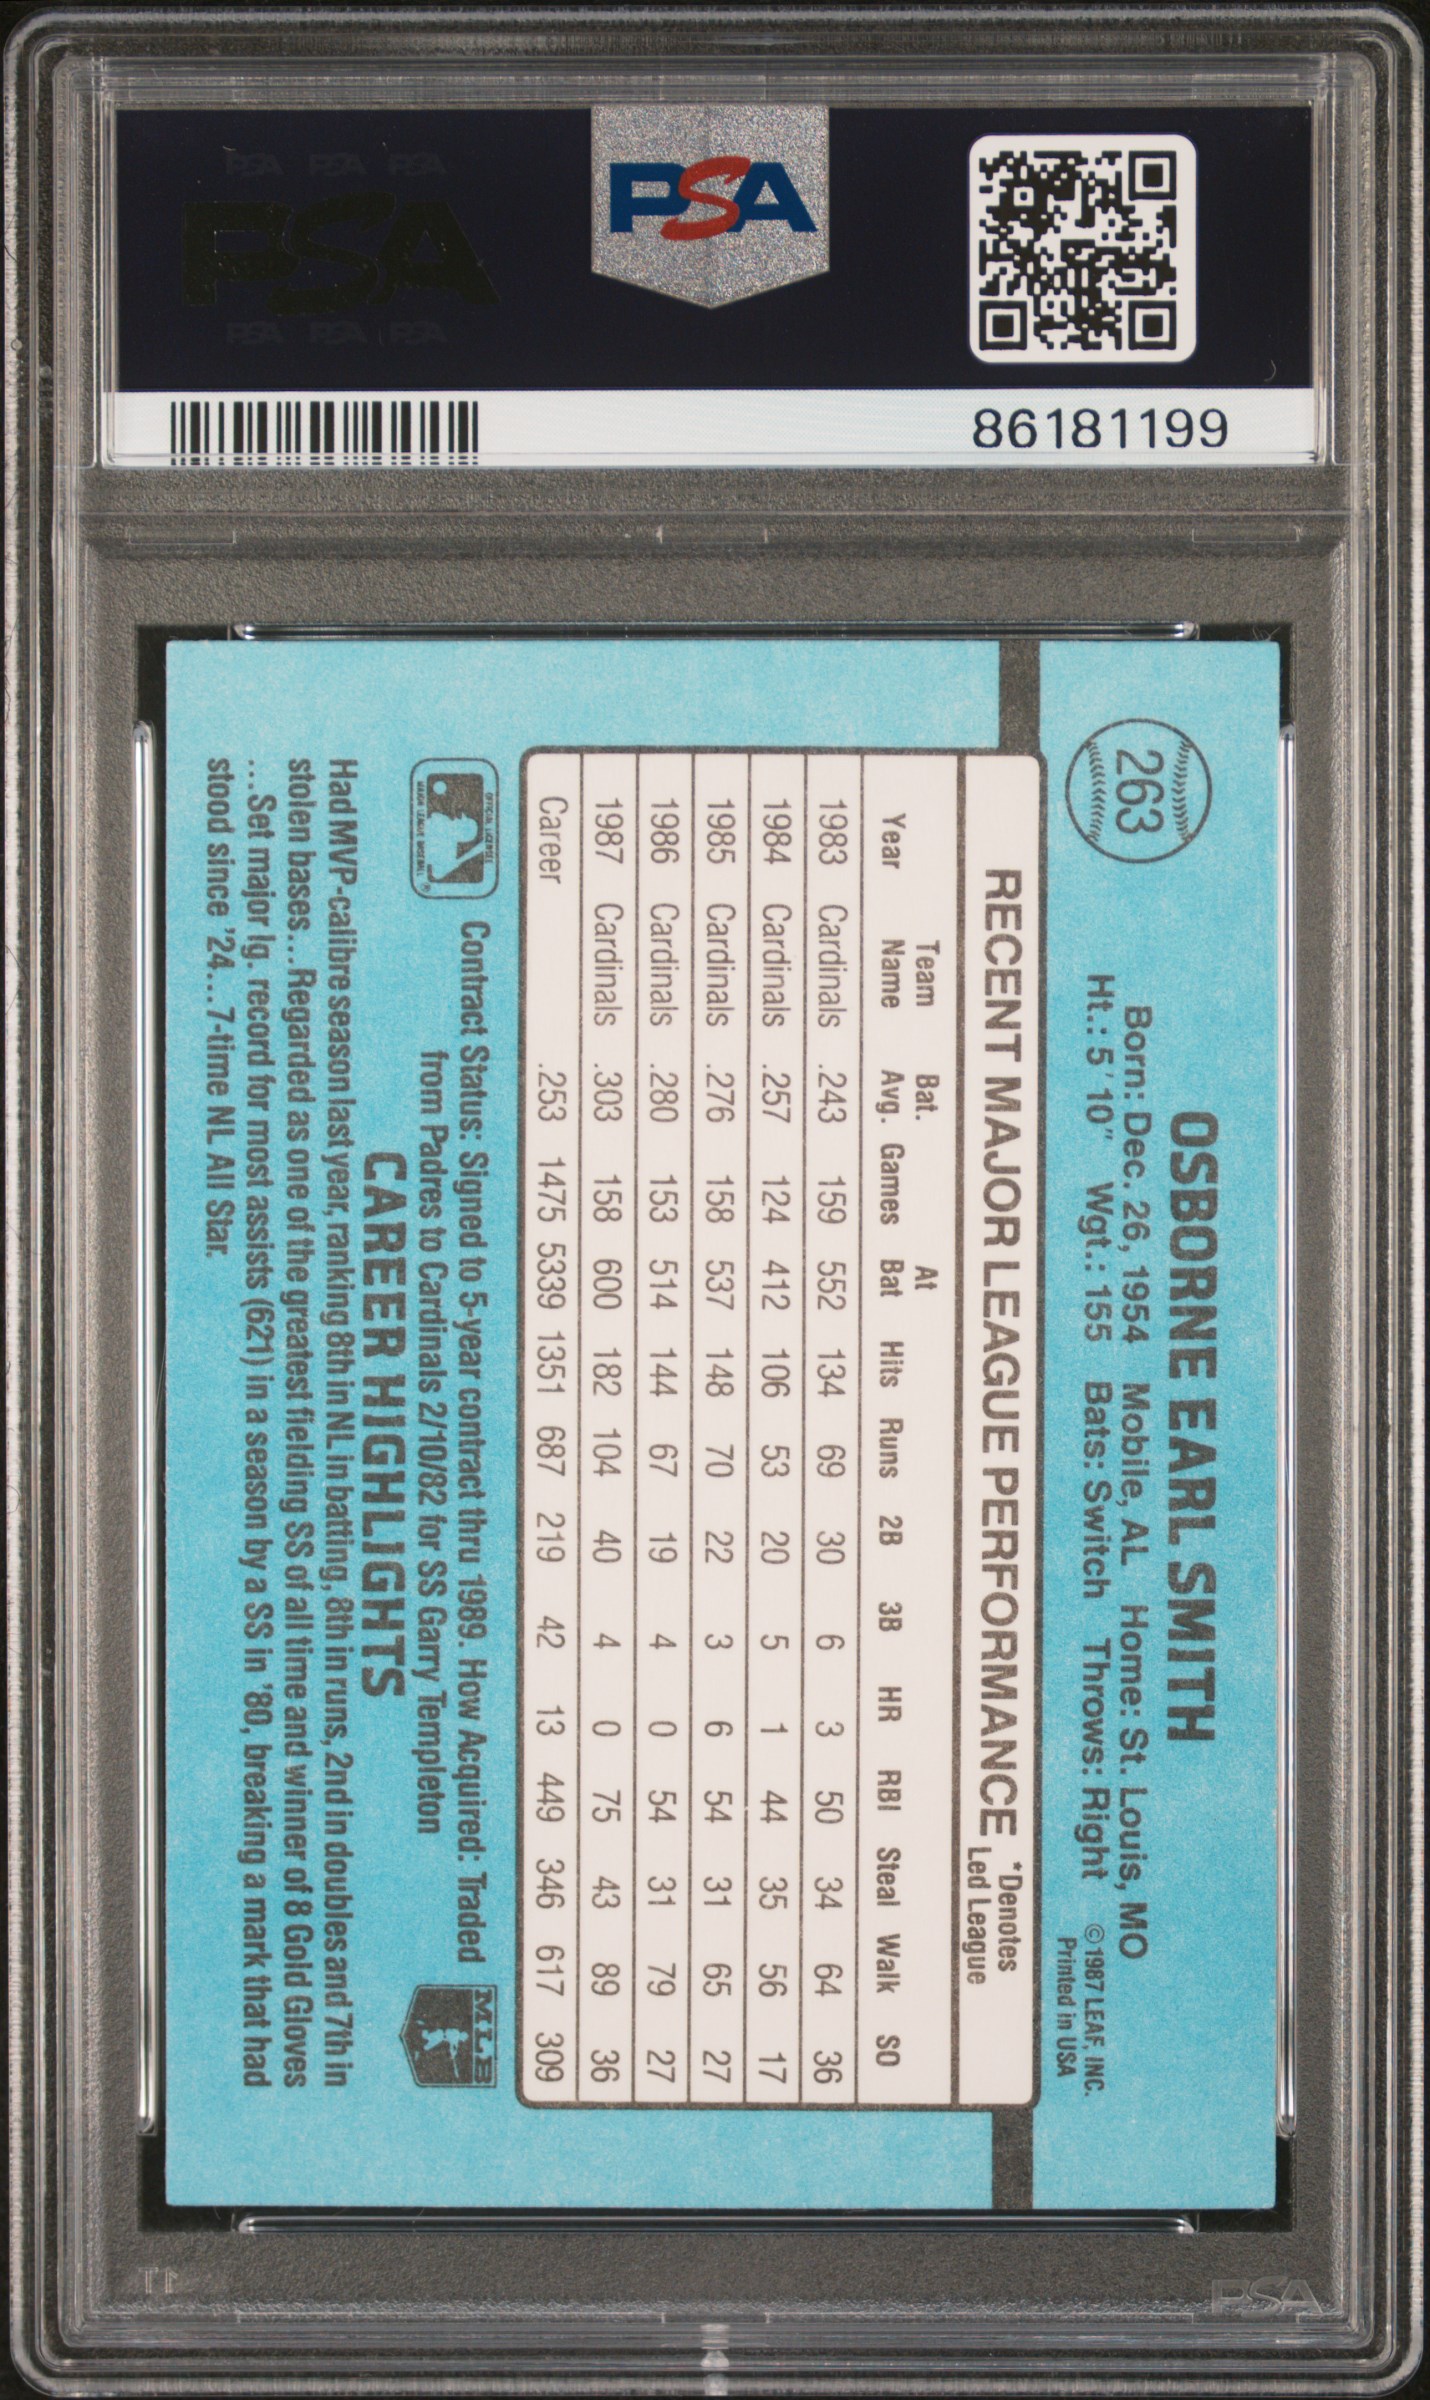 PSA PSA PSA
PSA
PSA PSA PSA
PSA
86181199
263
OSBORNE EARL SMITH
Born: Dec. 26, 1954 Mobile, AL Home: St. Louis, MO
Ht.: 5' 10" Wgt.: 155 Bats: Switch Throws: Right
©1987 LEAF, INC.
Printed in USA
RECENT MAJOR LEAGUE PERFORMANCE *Denotes Led League
Year Team Name Bat. Avg. Games At Bat Hits Runs 2B 3B HR RBI Steal Walk SO
1983 Cardinals .243 159 552 134 69 30 6 3 50 34 64 36
1984 Cardinals .257 124 412 106 53 20 5 1 44 35 56 17
1985 Cardinals .276 158 537 148 70 22 3 6 54 31 65 27
1986 Cardinals .280 153 514 144 67 19 4 0 54 31 79 27
1987 Cardinals .303 158 600 182 104 40 4 0 75 43 89 36
Career .253 1475 5339 1351 687 219 42 13 449 346 617 309
OFFICIAL LICENSEE
MAJOR LEAGUE BASEBALL ®
Contract Status: Signed to 5-year contract thru 1989. How Acquired: Traded
from Padres to Cardinals 2/10/82 for SS Garry Templeton
MLB
CAREER HIGHLIGHTS
Had MVP-calibre season last year, ranking 8th in NL in batting, 8th in runs, 2nd in doubles and 7th in
stolen bases...Regarded as one of the greatest fielding SS of all time and winner of 8 Gold Gloves
...Set major lg. record for most assists (621) in a season by a SS in '80, breaking a mark that had
stood since '24...7-time NL All Star.
PSA